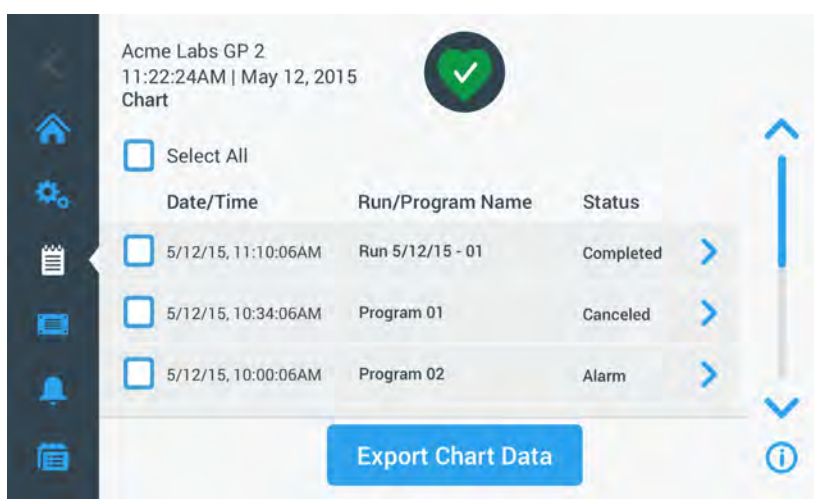 Acme Labs GP 2
11:22:24AM | May 12, 2015
Chart
Select All
Date/Time Run/Program Name Status
5/12/15, 11:10:06AM Run 5/12/15 - 01 Completed
5/12/15, 10:34:06AM Program 01 Canceled
5/12/15, 10:00:06AM Program 02 Alarm
Export Chart Data